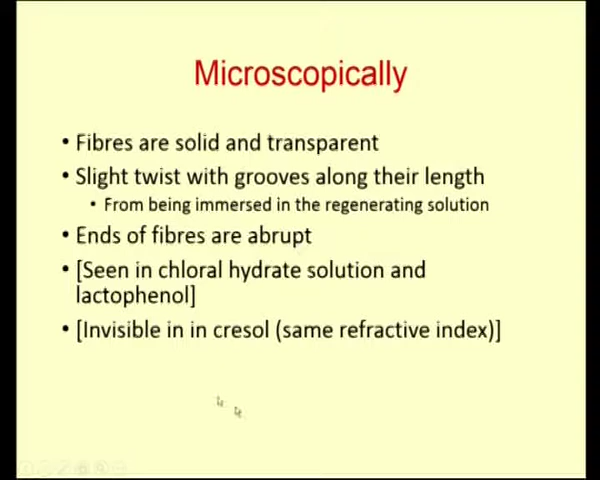 Microscopically
• Fibres are solid and transparent
• Slight twist with grooves along their length
• From being immersed in the regenerating solution
• Ends of fibres are abrupt
• [Seen in chloral hydrate solution and
lactophenol]
• [Invisible in in cresol (same refractive index)]